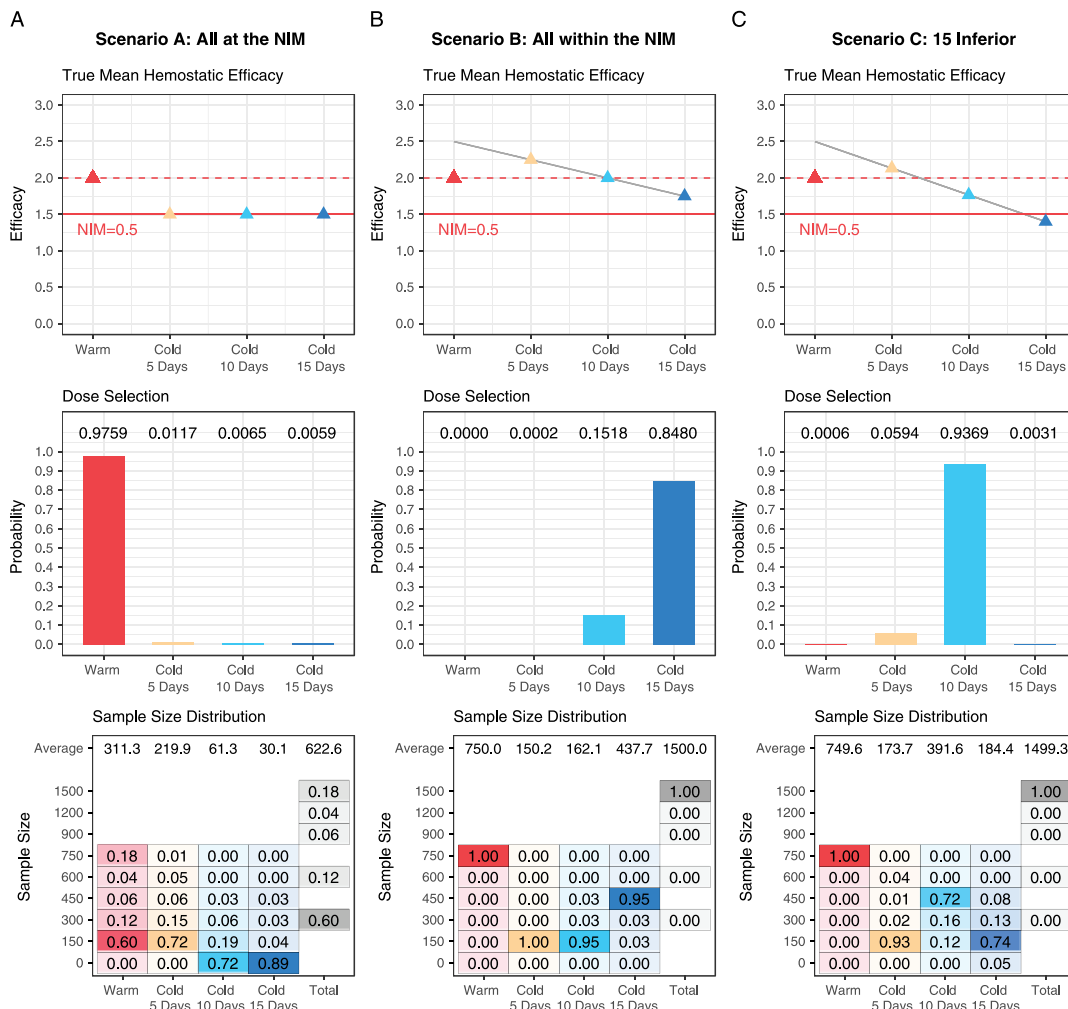 A
Scenario A: All at the NIM
True Mean Hemostatic Efficacy
Efficacy
3.0
2.5
2.0
1.5
1.0
0.5
0.0
NIM=0.5
Warm Cold Cold Cold
5 Days 10 Days 15 Days
Dose Selection
Probability
0.9759 0.0117 0.0065 0.0059
1.0
0.9
0.8
0.7
0.6
0.5
0.4
0.3
0.2
0.1
0.0
Warm Cold Cold Cold
5 Days 10 Days 15 Days
Sample Size Distribution
Sample Size
Average 311.3 219.9 61.3 30.1 622.6
1500 0.18
1200 0.04
900 0.06
750 0.18 0.01 0.00 0.00
600 0.04 0.05 0.00 0.00 0.12
450 0.06 0.06 0.03 0.03
300 0.12 0.15 0.06 0.03 0.60
150 0.60 0.72 0.19 0.04
0 0.00 0.00 0.72 0.89
Warm Cold Cold Cold Total
5 Days 10 Days 15 Days
B
Scenario B: All within the NIM
True Mean Hemostatic Efficacy
Efficacy
3.0
2.5
2.0
1.5
1.0
0.5
0.0
NIM=0.5
Warm Cold Cold Cold
5 Days 10 Days 15 Days
Dose Selection
Probability
0.0000 0.0002 0.1518 0.8480
1.0
0.9
0.8
0.7
0.6
0.5
0.4
0.3
0.2
0.1
0.0
Warm Cold Cold Cold
5 Days 10 Days 15 Days
Sample Size Distribution
Sample Size
Average 750.0 150.2 162.1 437.7 1500.0
1500 1.00
1200 0.00
900 0.00
750 1.00 0.00 0.00 0.00
600 0.00 0.00 0.00 0.00 0.00
450 0.00 0.00 0.00 0.95
300 0.00 0.00 0.03 0.03 0.00
150 0.00 1.00 0.95 0.03
0 0.00 0.00 0.00 0.00
Warm Cold Cold Cold Total
5 Days 10 Days 15 Days
C
Scenario C: 15 Inferior
True Mean Hemostatic Efficacy
Efficacy
3.0
2.5
2.0
1.5
1.0
0.5
0.0
NIM=0.5
Warm Cold Cold Cold
5 Days 10 Days 15 Days
Dose Selection
Probability
0.0006 0.0594 0.9369 0.0031
1.0
0.9
0.8
0.7
0.6
0.5
0.4
0.3
0.2
0.1
0.0
Warm Cold Cold Cold
5 Days 10 Days 15 Days
Sample Size Distribution
Sample Size
Average 749.6 173.7 391.6 184.4 1499.3
1500 1.00
1200 0.00
900 0.00
750 1.00 0.00 0.00 0.00
600 0.00 0.04 0.00 0.00 0.00
450 0.00 0.01 0.72 0.08
300 0.00 0.02 0.16 0.13 0.00
150 0.00 0.93 0.12 0.74
0 0.00 0.00 0.00 0.05
Warm Cold Cold Cold Total
5 Days 10 Days 15 Days